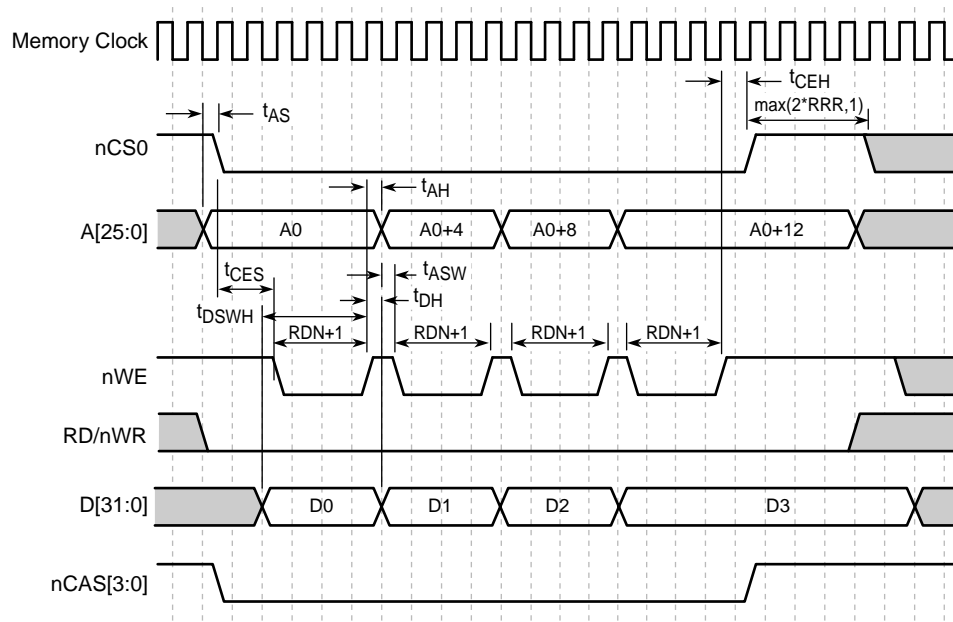 Memory Clock
tCEH
tAS
max(2*RRR,1)
nCS0
tAH
A[25:0]
A0
A0+4
A0+8
A0+12
tCES
tASW
tDH
tDSWH
RDN+1
RDN+1
RDN+1
RDN+1
nWE
RD/nWR
D[31:0]
D0
D1
D2
D3
nCAS[3:0]